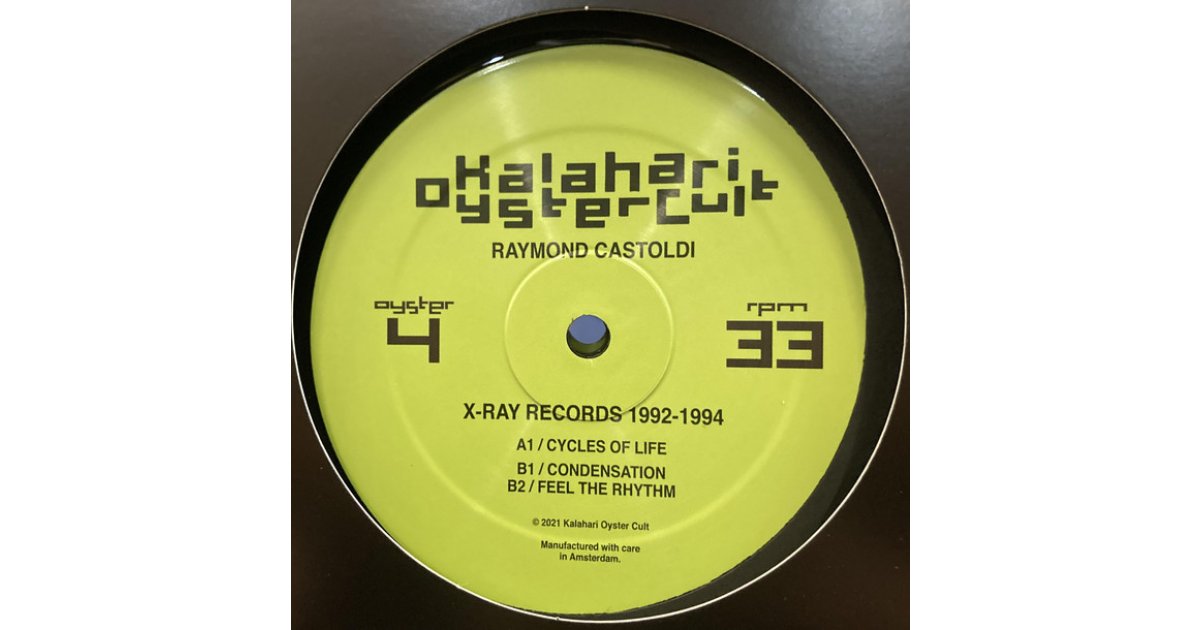 Kalahari
oystercult
RAYMOND CASTOLDI
oyster
4
rpm
33
X-RAY RECORDS 1992-1994
A1 / CYCLES OF LIFE
B1 / CONDENSATION
B2 / FEEL THE RHYTHM
© 2021 Kalahari Oyster Cult
Manufactured with care
in Amsterdam.